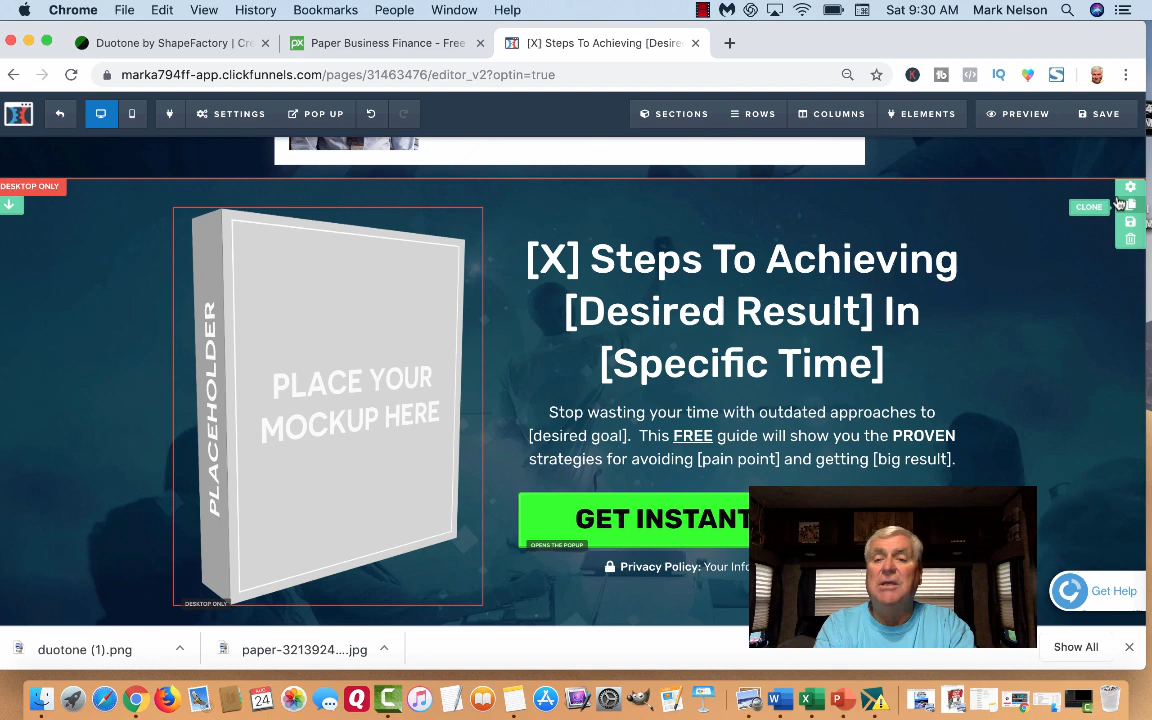 Chrome File Edit View History Bookmarks People Window Help Sat 9:30 AM Mark Nelson
Duotone by ShapeFactory | Cre
Paper Business Finance - Free
[X] Steps To Achieving [Desire
marka794ff-app.clickfunnels.com/pages/31463476/editor_v2?optin=true
SETTINGS POP UP SECTIONS ROWS COLUMNS ELEMENTS PREVIEW SAVE
DESKTOP ONLY
CLONE
PLACEHOLDER
PLACE YOUR
MOCKUP HERE
DESKTOP ONLY
[X] Steps To Achieving
[Desired Result] In
[Specific Time]
Stop wasting your time with outdated approaches to
[desired goal]. This FREE guide will show you the PROVEN
strategies for avoiding [pain point] and getting [big result].
GET INSTANT
OPENS THE POPUP
Privacy Policy: Your Info
Get Help
duotone (1).png
paper-3213924....jpg
Show All
AUG
24